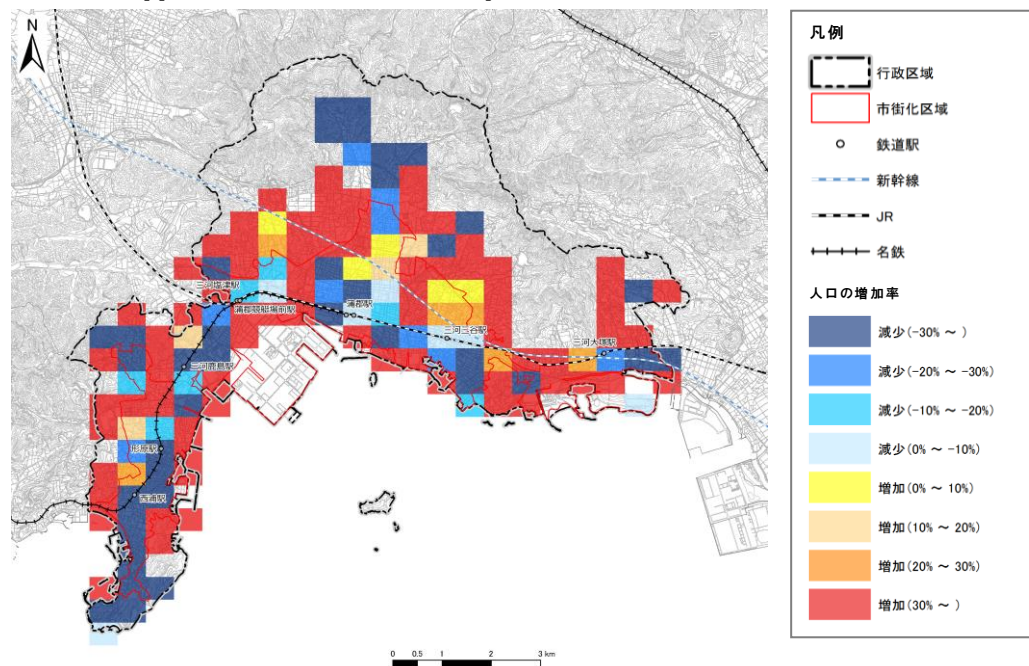 N
三河塩津駅
蒲郡競艇場前駅
蒲郡駅
三河三谷駅
三河大塚駅
三河鹿島駅
形原駅
西浦駅
0 0.5 1 2 3 km
凡例
行政区域
市街化区域
鉄道駅
新幹線
JR
名鉄
人口の増加率
減少(-30% ~ )
減少(-20% ~ -30%)
減少(-10% ~ -20%)
減少(0% ~ -10%)
増加(0% ~ 10%)
増加(10% ~ 20%)
増加(20% ~ 30%)
増加(30% ~ )